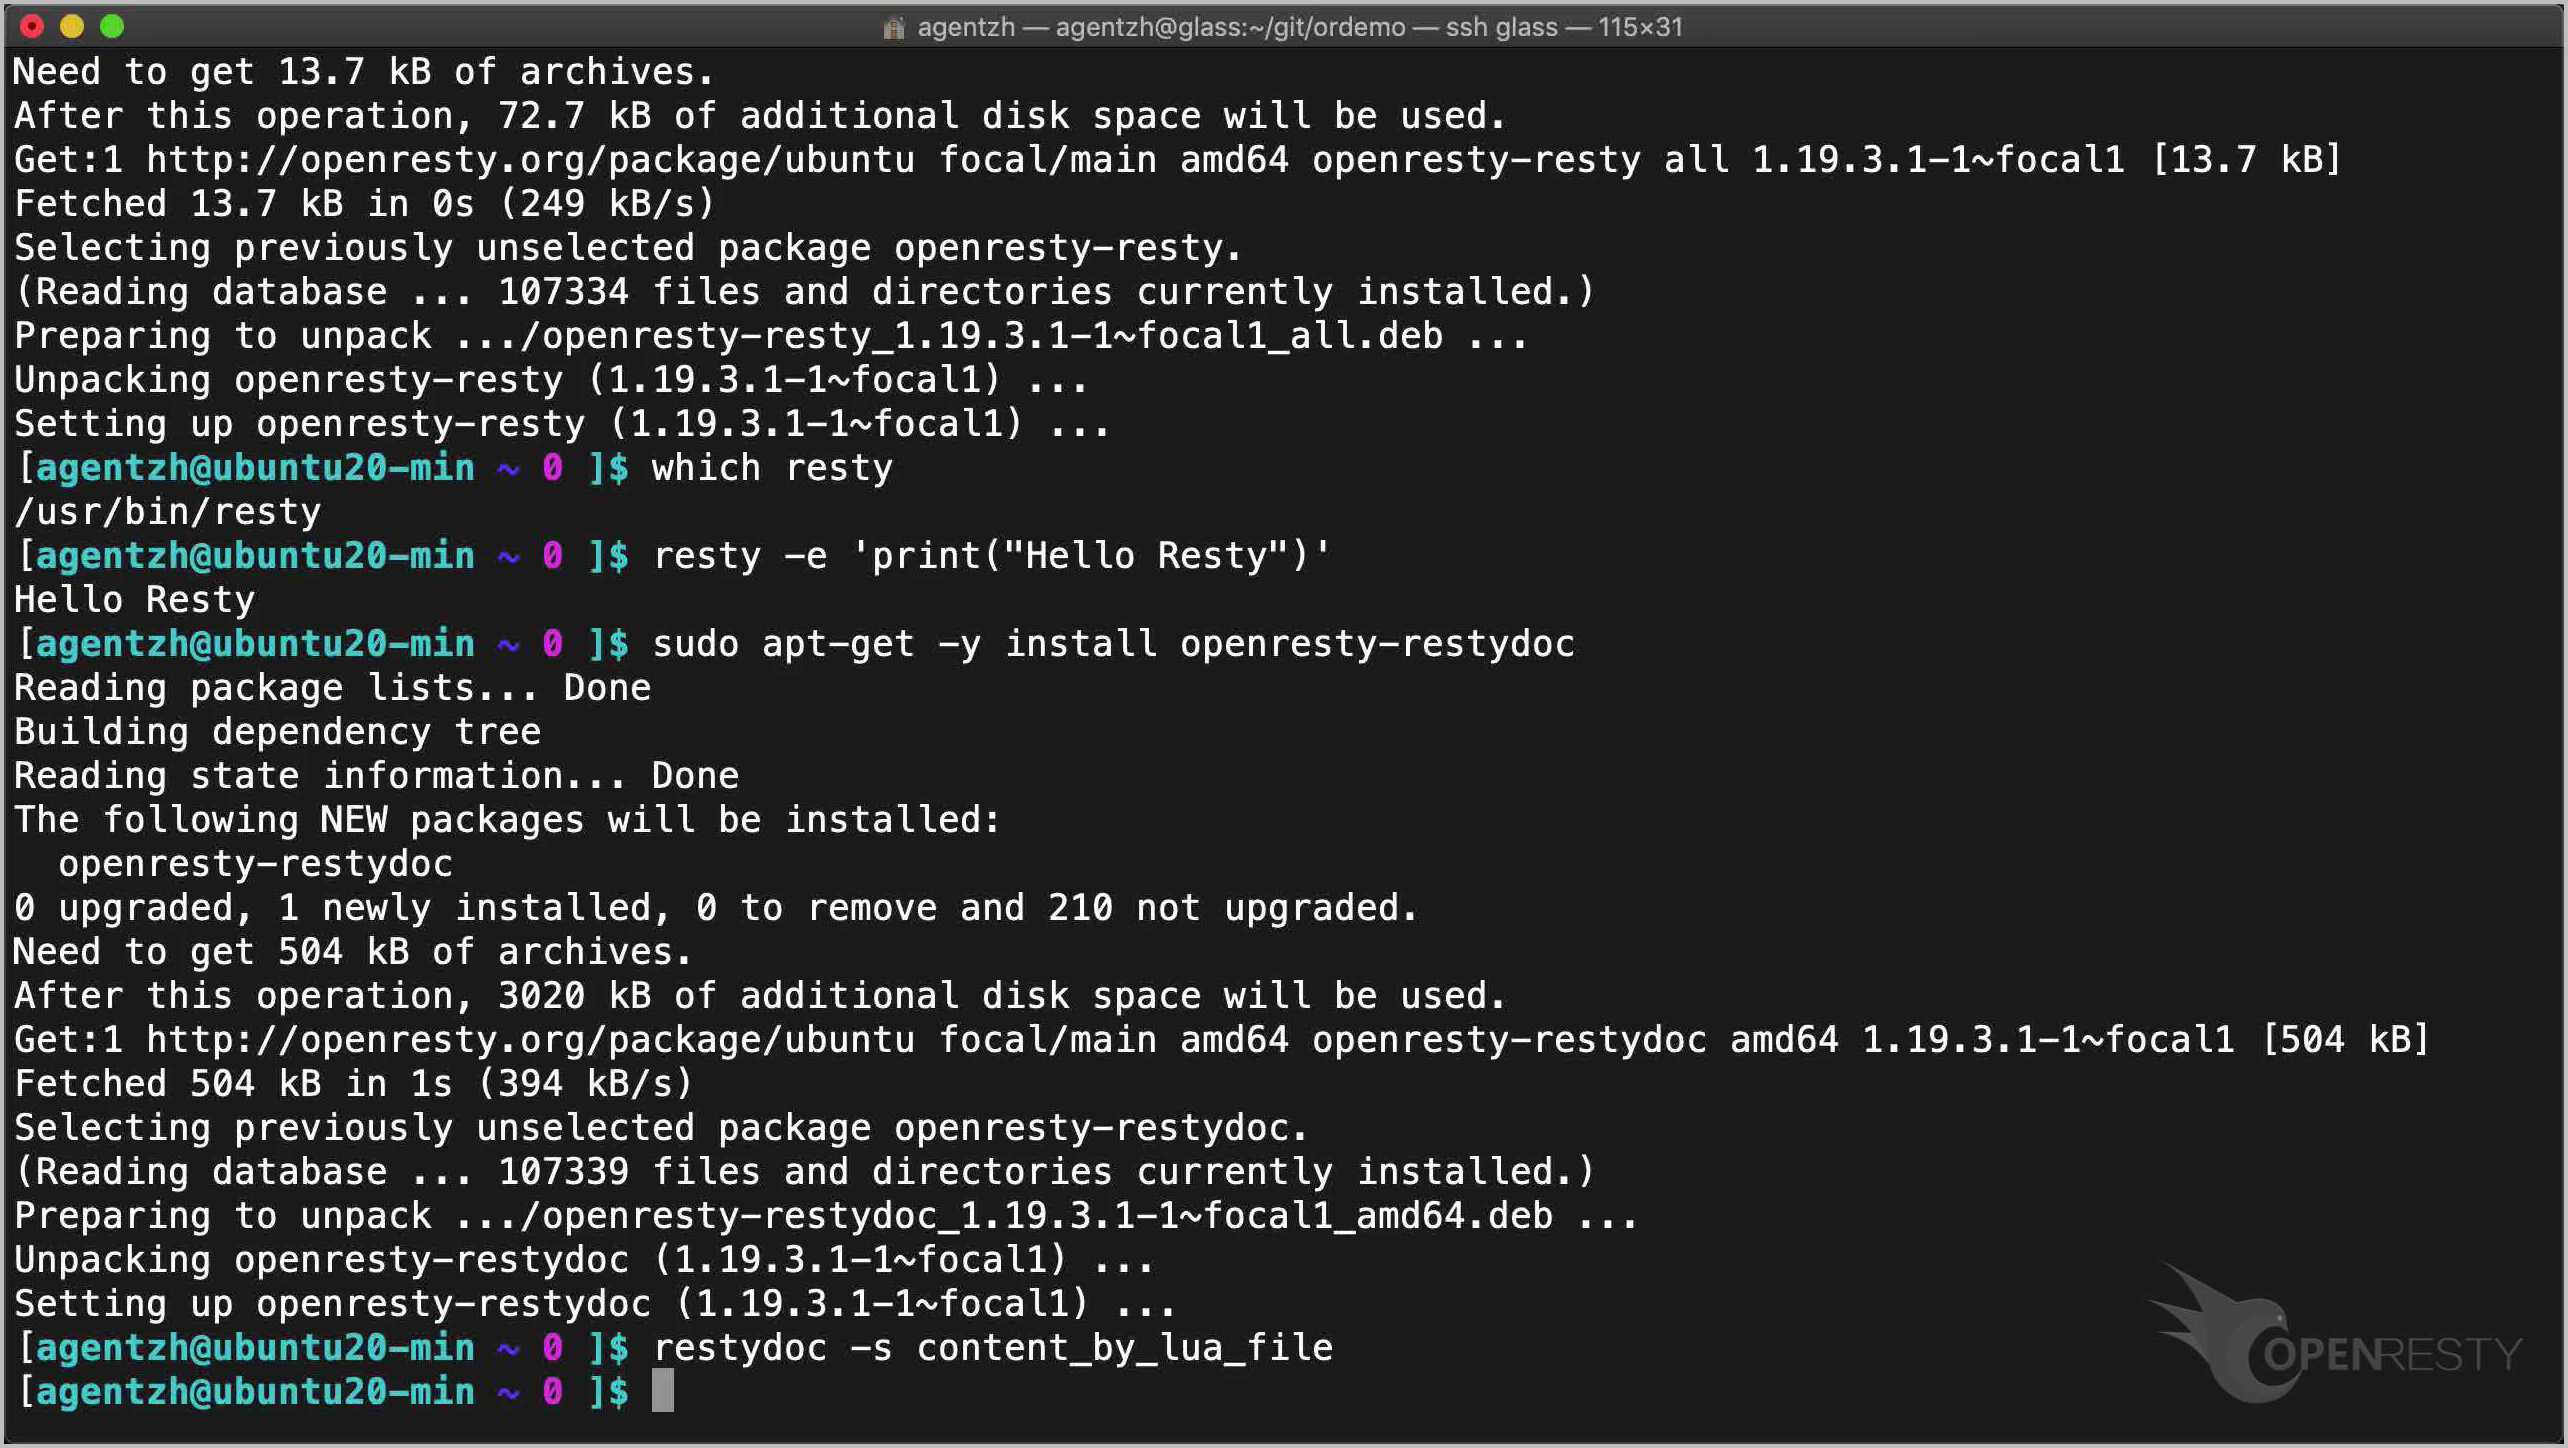 agentzh — agentzh@glass:~/git/ordemo — ssh glass — 115×31
Need to get 13.7 kB of archives.
After this operation, 72.7 kB of additional disk space will be used.
Get:1 http://openresty.org/package/ubuntu focal/main amd64 openresty-resty all 1.19.3.1-1~focal1 [13.7 kB]
Fetched 13.7 kB in 0s (249 kB/s)
Selecting previously unselected package openresty-resty.
(Reading database ... 107334 files and directories currently installed.)
Preparing to unpack .../openresty-resty_1.19.3.1-1~focal1_all.deb ...
Unpacking openresty-resty (1.19.3.1-1~focal1) ...
Setting up openresty-resty (1.19.3.1-1~focal1) ...
[agentzh@ubuntu20-min ~ 0 ]$ which resty
/usr/bin/resty
[agentzh@ubuntu20-min ~ 0 ]$ resty -e 'print("Hello Resty")'
Hello Resty
[agentzh@ubuntu20-min ~ 0 ]$ sudo apt-get -y install openresty-restydoc
Reading package lists... Done
Building dependency tree
Reading state information... Done
The following NEW packages will be installed:
  openresty-restydoc
0 upgraded, 1 newly installed, 0 to remove and 210 not upgraded.
Need to get 504 kB of archives.
After this operation, 3020 kB of additional disk space will be used.
Get:1 http://openresty.org/package/ubuntu focal/main amd64 openresty-restydoc amd64 1.19.3.1-1~focal1 [504 kB]
Fetched 504 kB in 1s (394 kB/s)
Selecting previously unselected package openresty-restydoc.
(Reading database ... 107339 files and directories currently installed.)
Preparing to unpack .../openresty-restydoc_1.19.3.1-1~focal1_amd64.deb ...
Unpacking openresty-restydoc (1.19.3.1-1~focal1) ...
Setting up openresty-restydoc (1.19.3.1-1~focal1) ...
[agentzh@ubuntu20-min ~ 0 ]$ restydoc -s content_by_lua_file
[agentzh@ubuntu20-min ~ 0 ]$
OPENRESTY